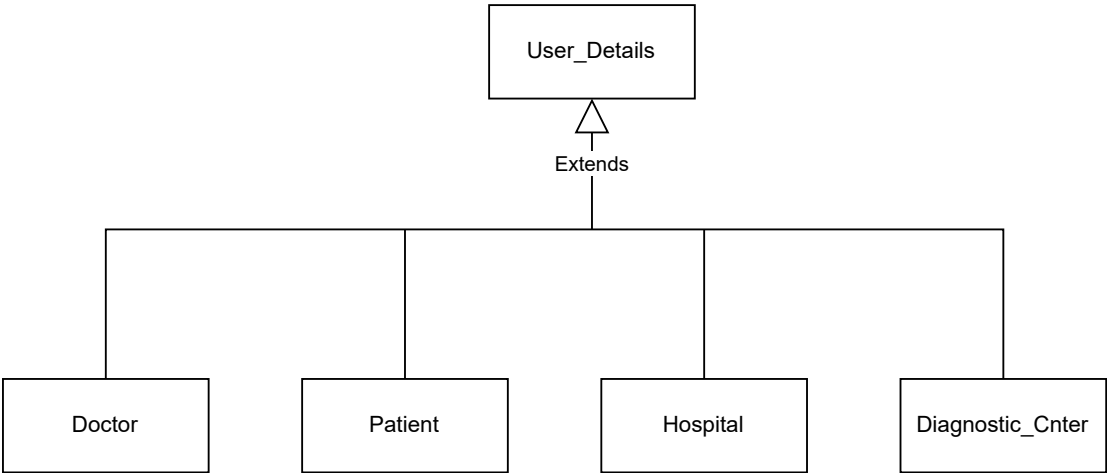 User_Details
Extends
Doctor
Patient
Hospital
Diagnostic_Cnter